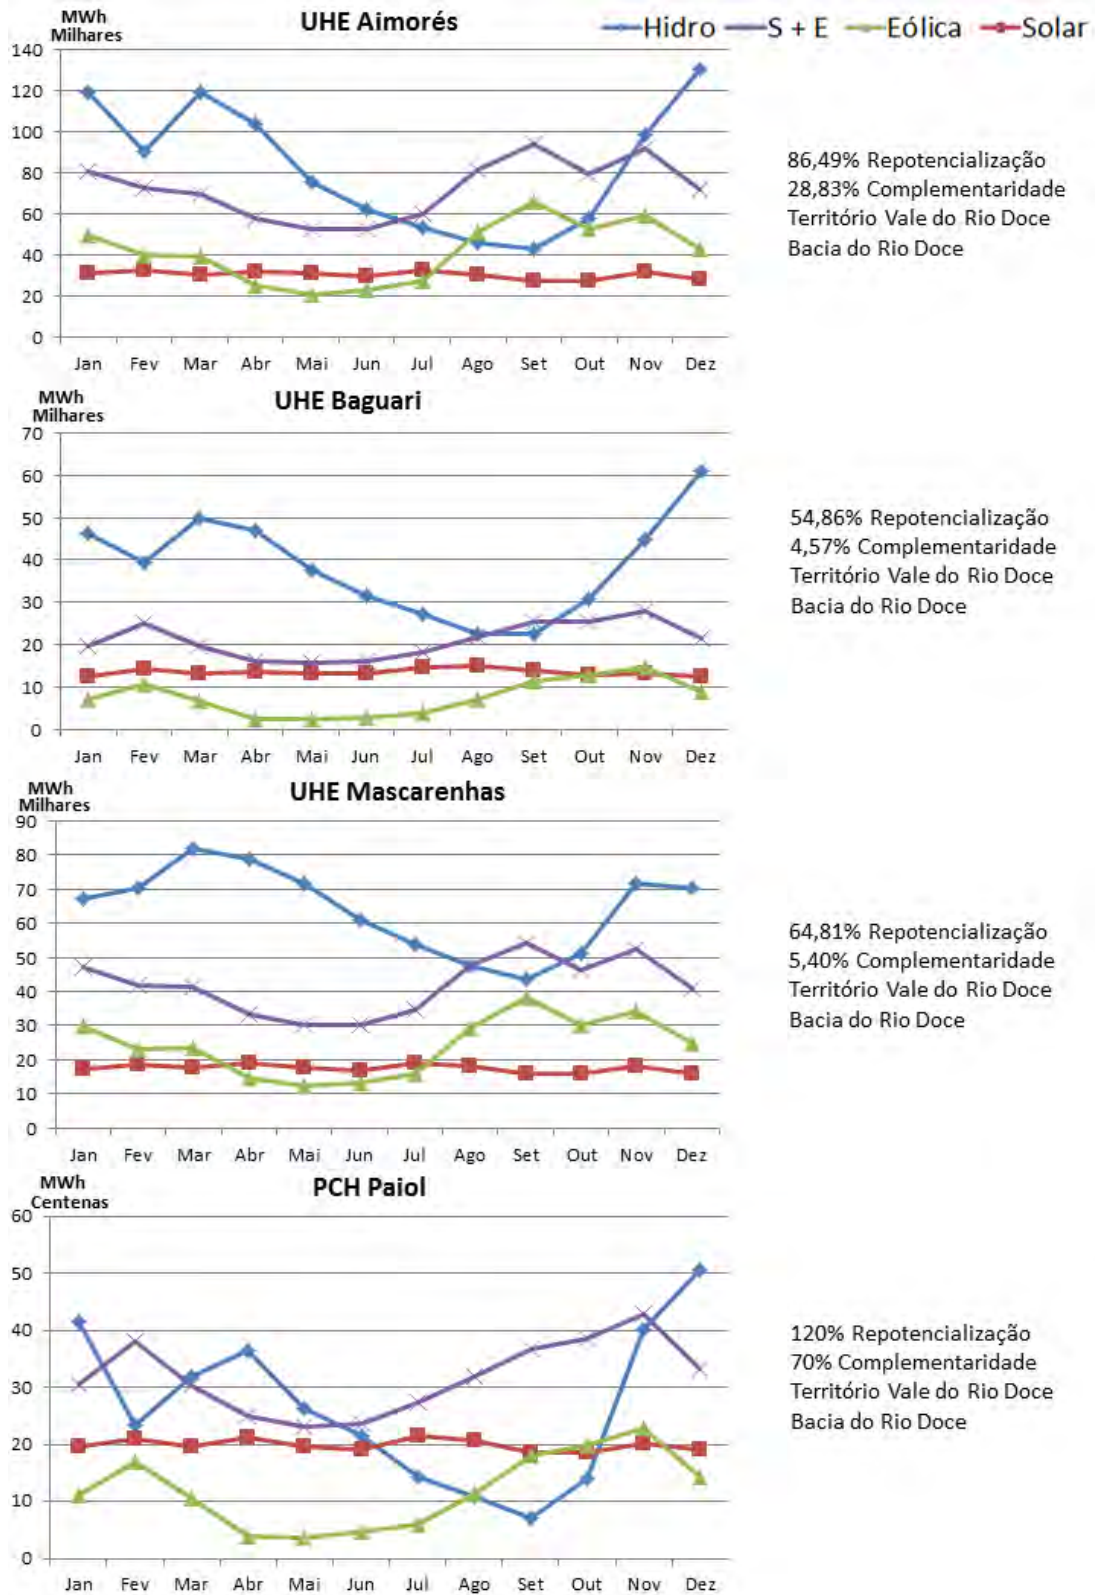 MWh
Milhares
UHE Aimorés
Hidro S + E Eólica Solar
140
120
100
80
60
40
20
0
Jan Fev Mar Abr Mai Jun Jul Ago Set Out Nov Dez
86,49% Repotencialização
28,83% Complementaridade
Território Vale do Rio Doce
Bacia do Rio Doce
MWh
Milhares
UHE Baguari
70
60
50
40
30
20
10
0
Jan Fev Mar Abr Mai Jun Jul Ago Set Out Nov Dez
54,86% Repotencialização
4,57% Complementaridade
Território Vale do Rio Doce
Bacia do Rio Doce
MWh
Milhares
UHE Mascarenhas
90
80
70
60
50
40
30
20
10
0
Jan Fev Mar Abr Mai Jun Jul Ago Set Out Nov Dez
64,81% Repotencialização
5,40% Complementaridade
Território Vale do Rio Doce
Bacia do Rio Doce
MWh
Centenas
PCH Paiol
60
50
40
30
20
10
0
Jan Fev Mar Abr Mai Jun Jul Ago Set Out Nov Dez
120% Repotencialização
70% Complementaridade
Território Vale do Rio Doce
Bacia do Rio Doce